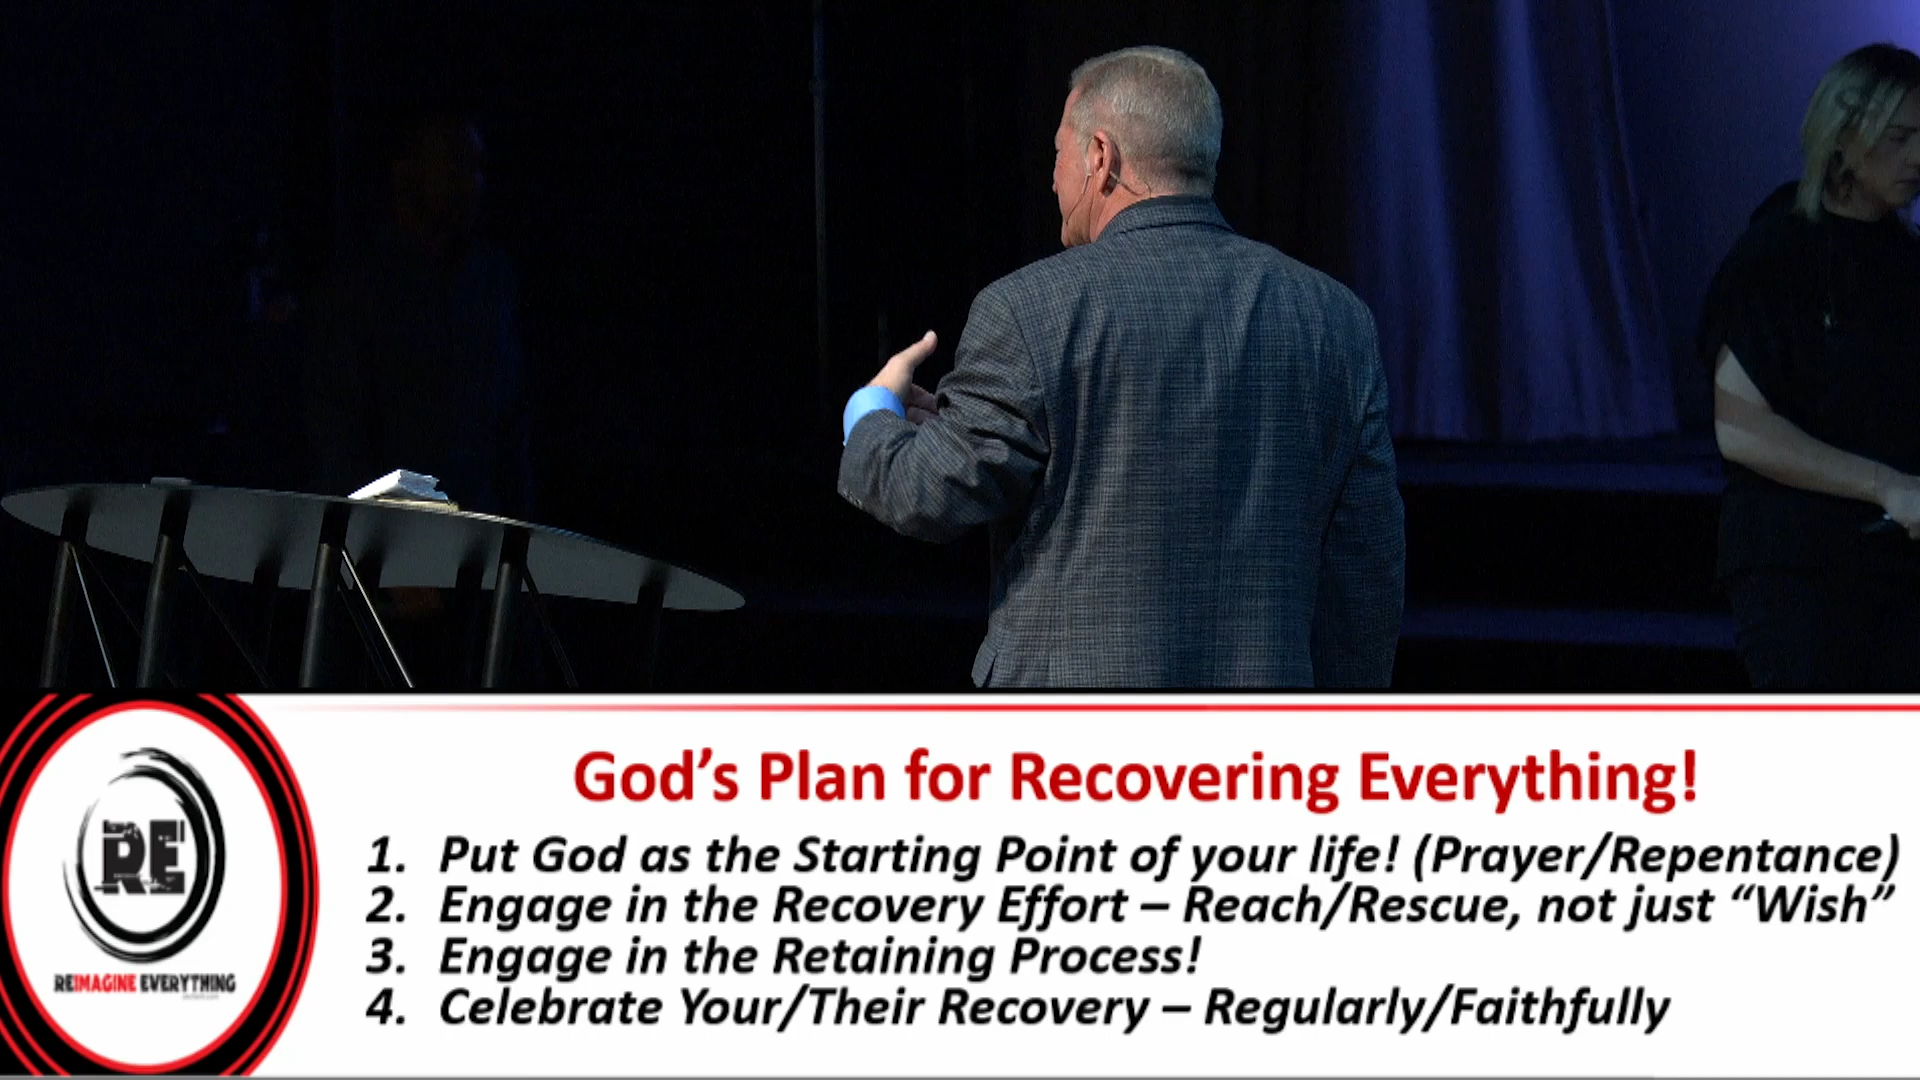 God’s Plan for Recovering Everything!
1. Put God as the Starting Point of your life! (Prayer/Repentance)
2. Engage in the Recovery Effort – Reach/Rescue, not just “Wish”
3. Engage in the Retaining Process!
4. Celebrate Your/Their Recovery – Regularly/Faithfully
RE
REIMAGINE EVERYTHING